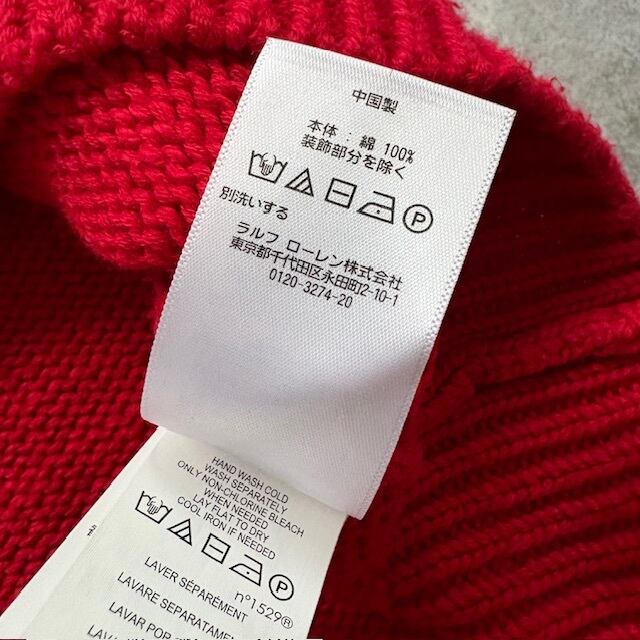 中国製
本体 : 綿 100%
装飾部分を除く
P
別洗いする
ラルフ ローレン株式会社
東京都千代田区永田町2-10-1
0120-3274-20
HAND WASH COLD
WASH SEPARATELY
ONLY NON-CHLORINE BLEACH
WHEN NEEDED
LAY FLAT TO DRY
COOL IRON IF NEEDED
P
nº1529®
LAVER SÉPARÉMENT
LAVARE SEPARATAMENTE
LAVAR POR